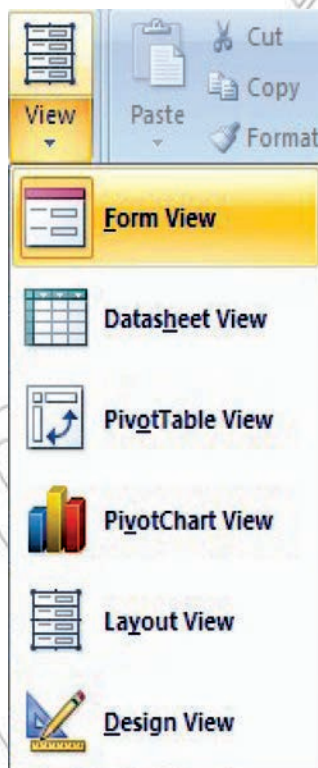 View
Paste
Cut
Copy
Format
Form View
Datasheet View
PivotTable View
PivotChart View
Layout View
Design View